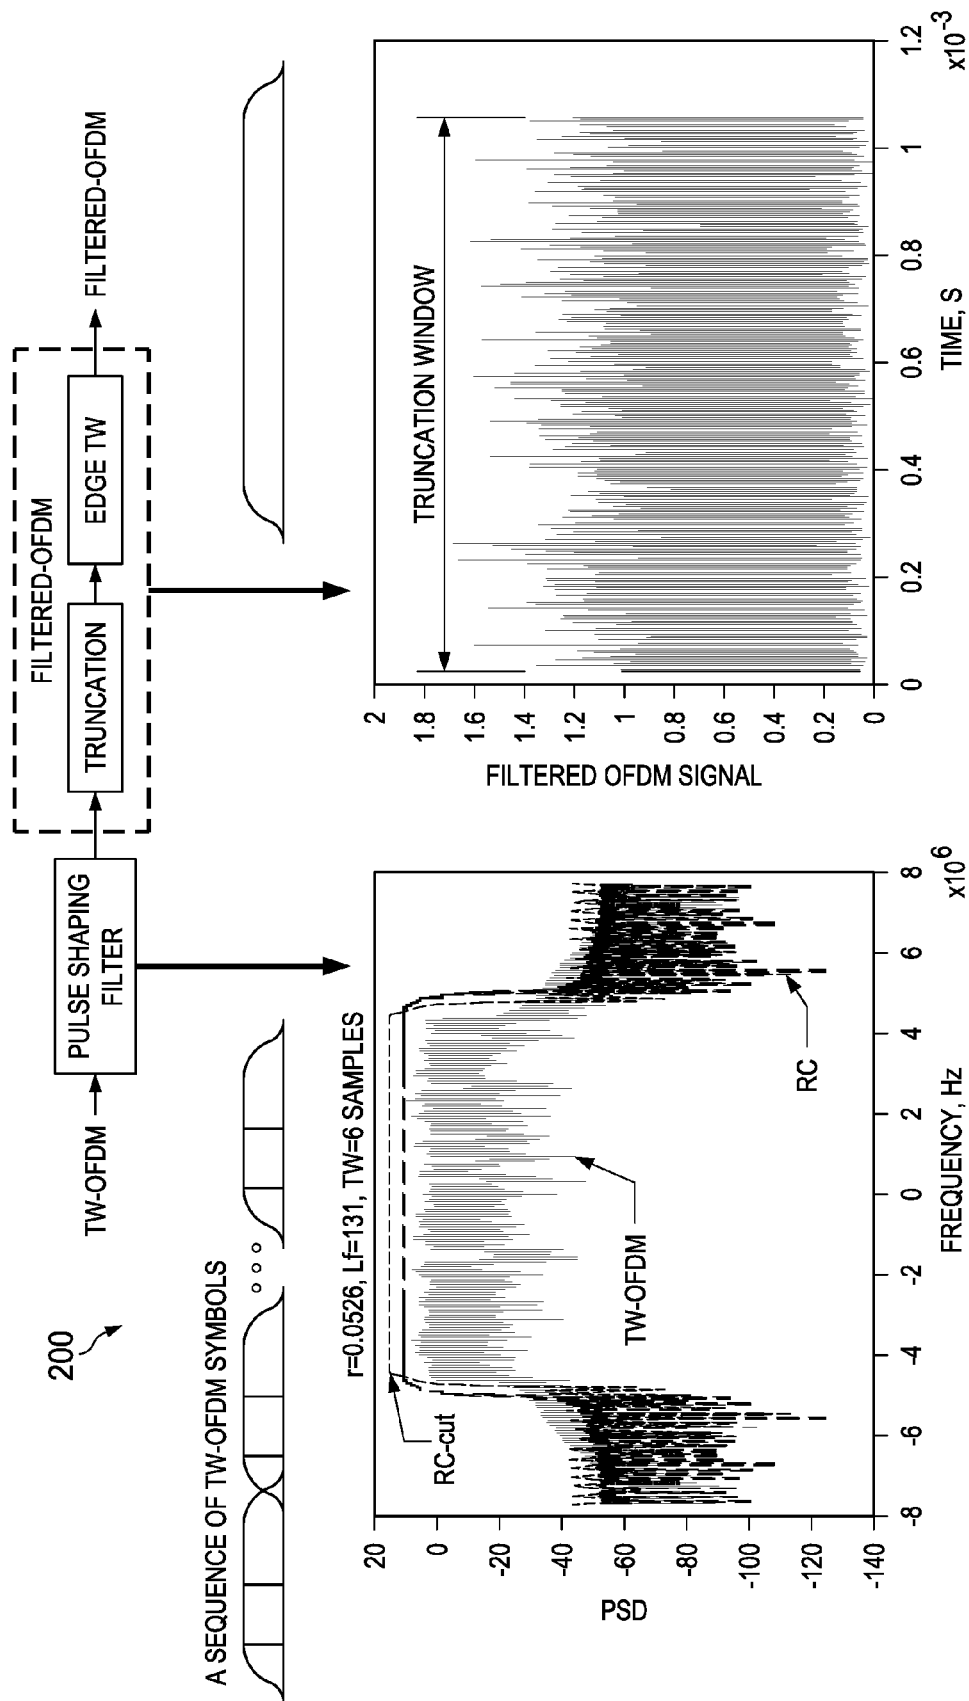 200
A SEQUENCE OF TW-OFDM SYMBOLS
TW-OFDM
PULSE SHAPING
FILTER
FILTERED-OFDM
TRUNCATION
EDGE TW
FILTERED-OFDM
r=0.0526, Lf=131, TW=6 SAMPLES
RC-cut
TW-OFDM
RC
PSD
20
0
-20
-40
-60
-80
-100
-120
-140
-8
-6
-4
-2
0
2
4
6
8
x10^6
FREQUENCY, Hz
TRUNCATION WINDOW
FILTERED OFDM SIGNAL
2
1.8
1.6
1.4
1.2
1
0.8
0.6
0.4
0.2
0
0
0.2
0.4
0.6
0.8
1
1.2
x10^-3
TIME, S